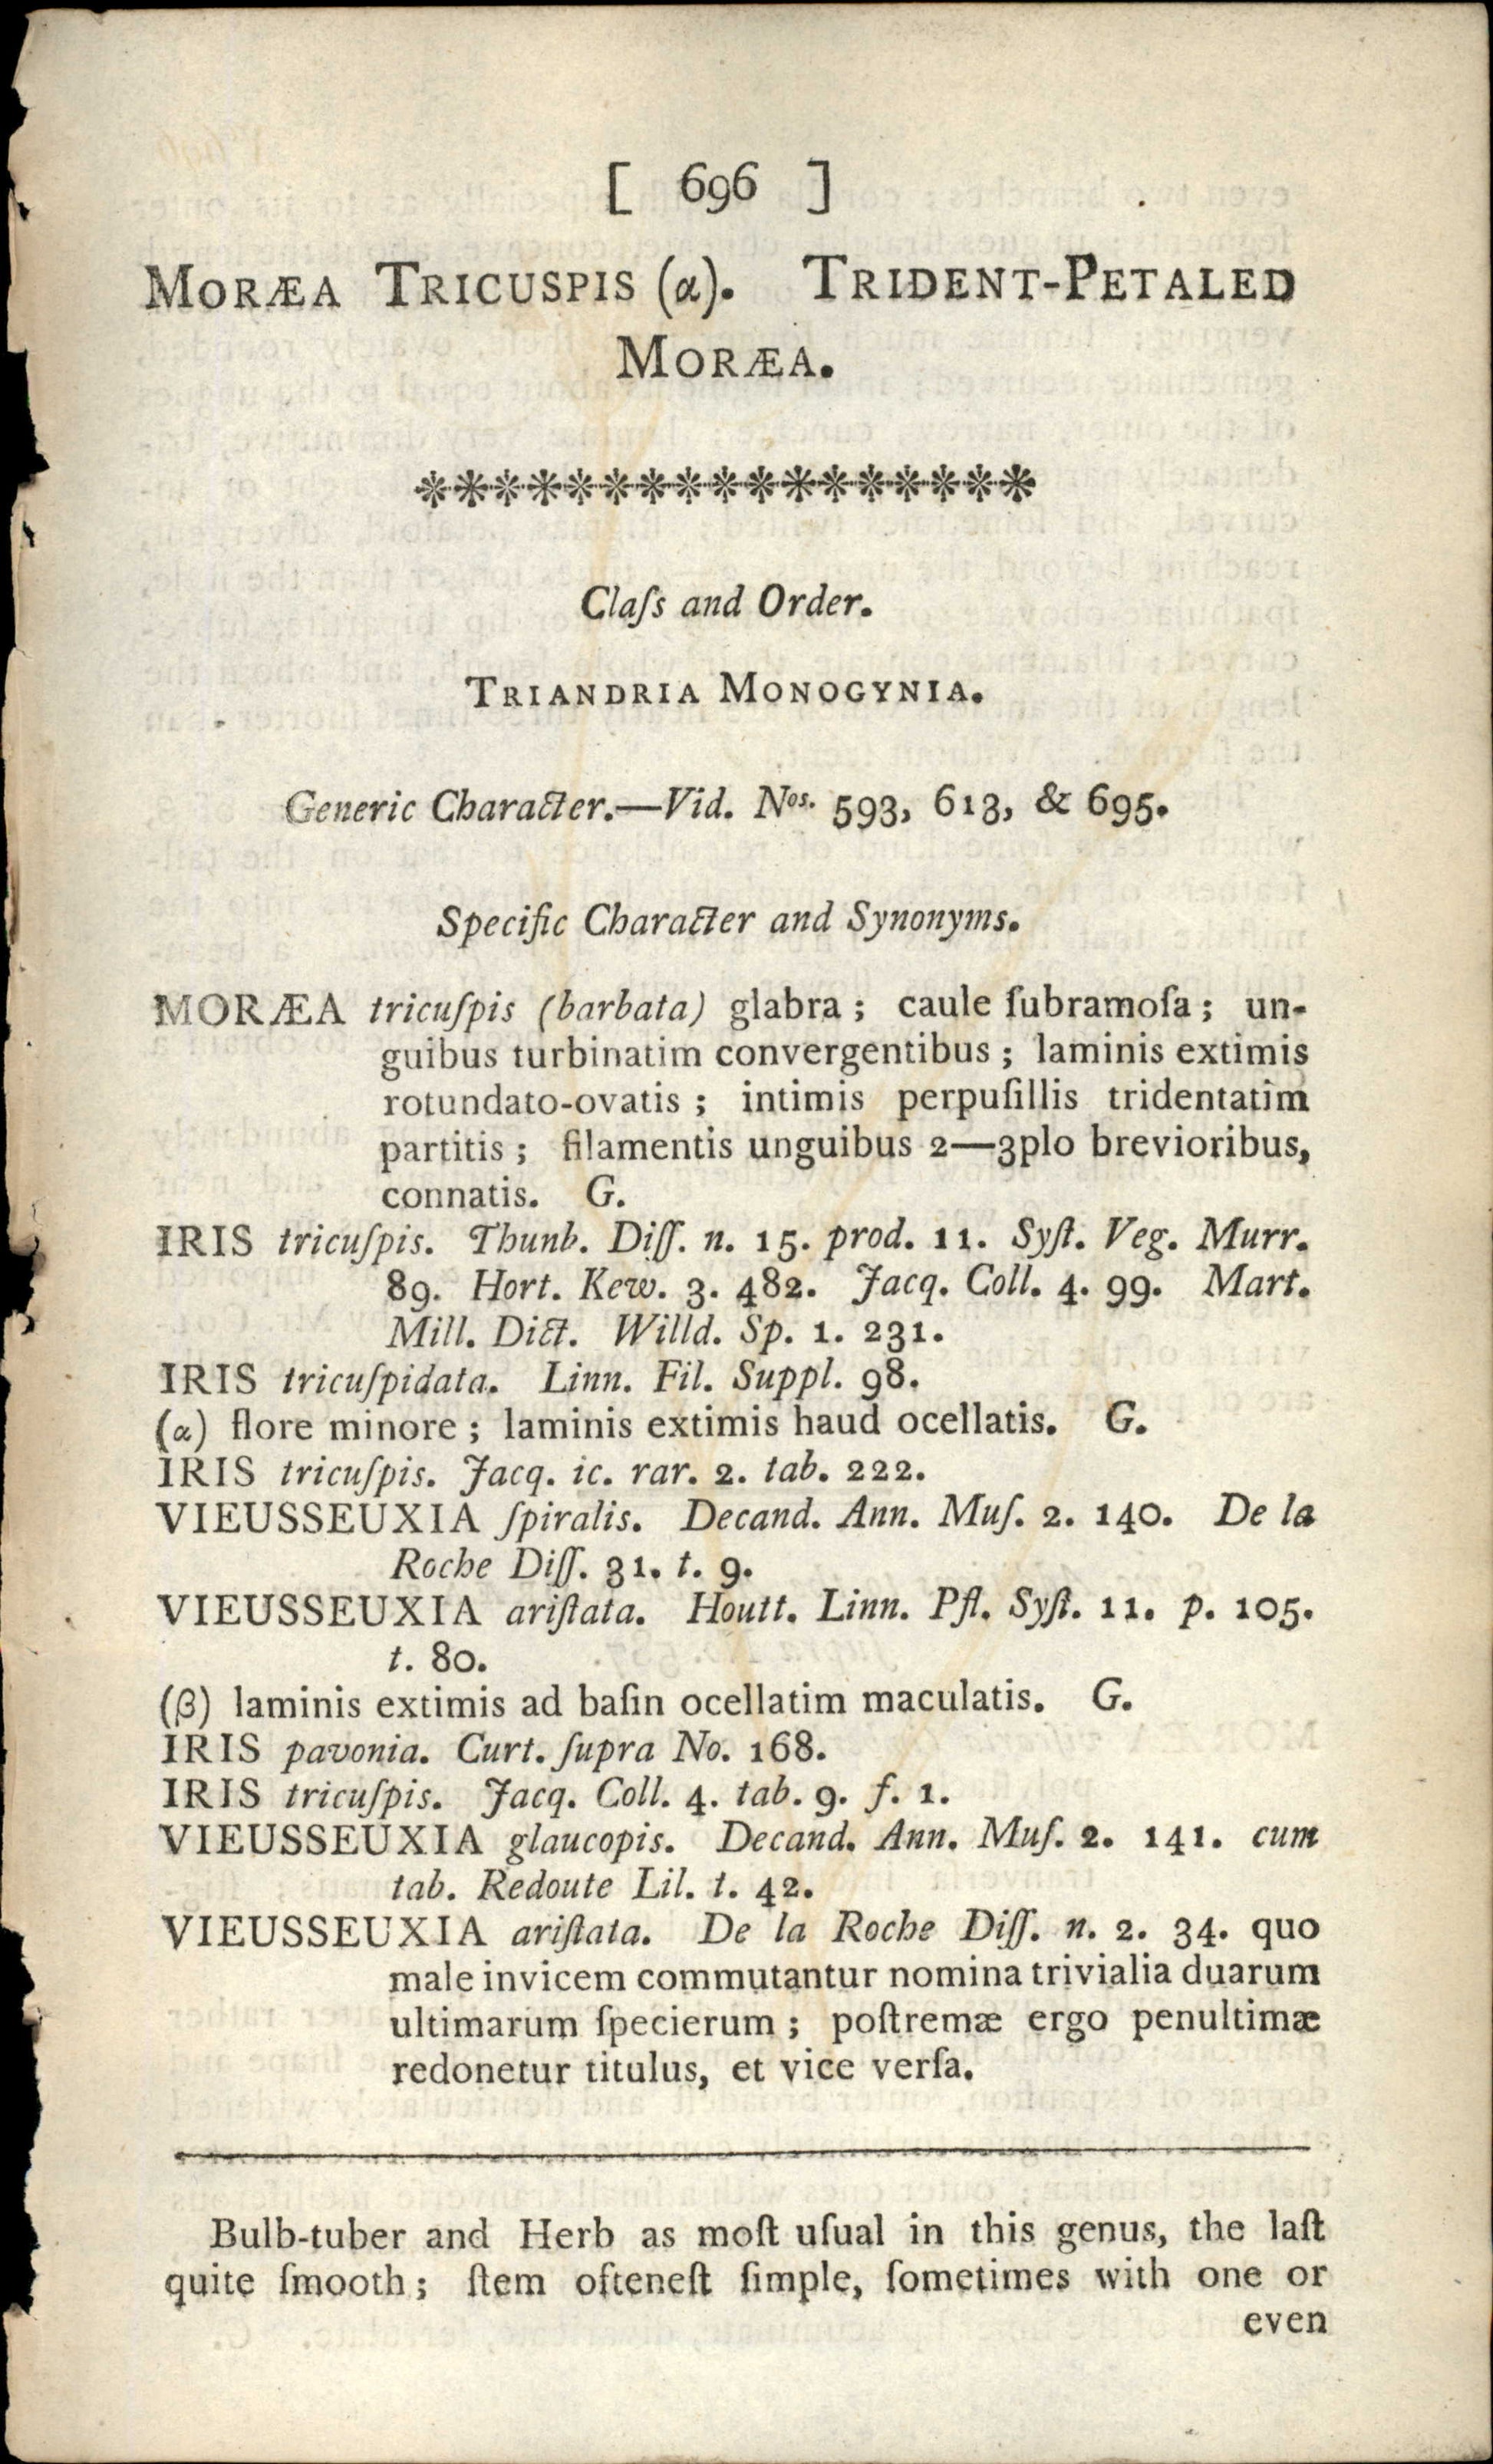 [ 696 ]
MORÆA TRICUSPIS (α). TRIDENT-PETALED
MORÆA.
Claſs and Order.
TRIANDRIA MONOGYNIA.
Generic Character.—Vid. Nos. 593, 613, & 695.
Specific Character and Synonyms.
MORÆA tricuſpis (barbata) glabra; caule ſubramoſa; un-
guibus turbinatim convergentibus; laminis extimis
rotundato-ovatis; intimis perpuſillis tridentatim
partitis; filamentis unguibus 2—3plo brevioribus,
connatis. G.
IRIS tricuſpis. Thunb. Diſſ. n. 15. prod. 11. Syſt. Veg. Murr.
89. Hort. Kew. 3. 482. Jacq. Coll. 4. 99. Mart.
Mill. Dict. Willd. Sp. 1. 231.
IRIS tricuſpidata. Linn. Fil. Suppl. 98.
(α) flore minore; laminis extimis haud ocellatis. G.
IRIS tricuſpis. Jacq. ic. rar. 2. tab. 222.
VIEUSSEUXIA ſpiralis. Decand. Ann. Muſ. 2. 140. De la
Roche Diſſ. 31. t. 9.
VIEUSSEUXIA ariſtata. Houtt. Linn. Pfl. Syſt. 11. p. 105.
t. 80.
(β) laminis extimis ad baſin ocellatim maculatis. G.
IRIS pavonia. Curt. ſupra No. 168.
IRIS tricuſpis. Jacq. Coll. 4. tab. 9. f. 1.
VIEUSSEUXIA glaucopis. Decand. Ann. Muſ. 2. 141. cum
tab. Redoute Lil. t. 42.
VIEUSSEUXIA ariſtata. De la Roche Diſſ. n. 2. 34. quo
male invicem commutantur nomina trivialia duarum
ultimarum ſpecierum; poſtremæ ergo penultimæ
redonetur titulus, et vice verſa.
Bulb-tuber and Herb as moſt uſual in this genus, the laſt
quite ſmooth; ſtem ofteneſt ſimple, ſometimes with one or
even